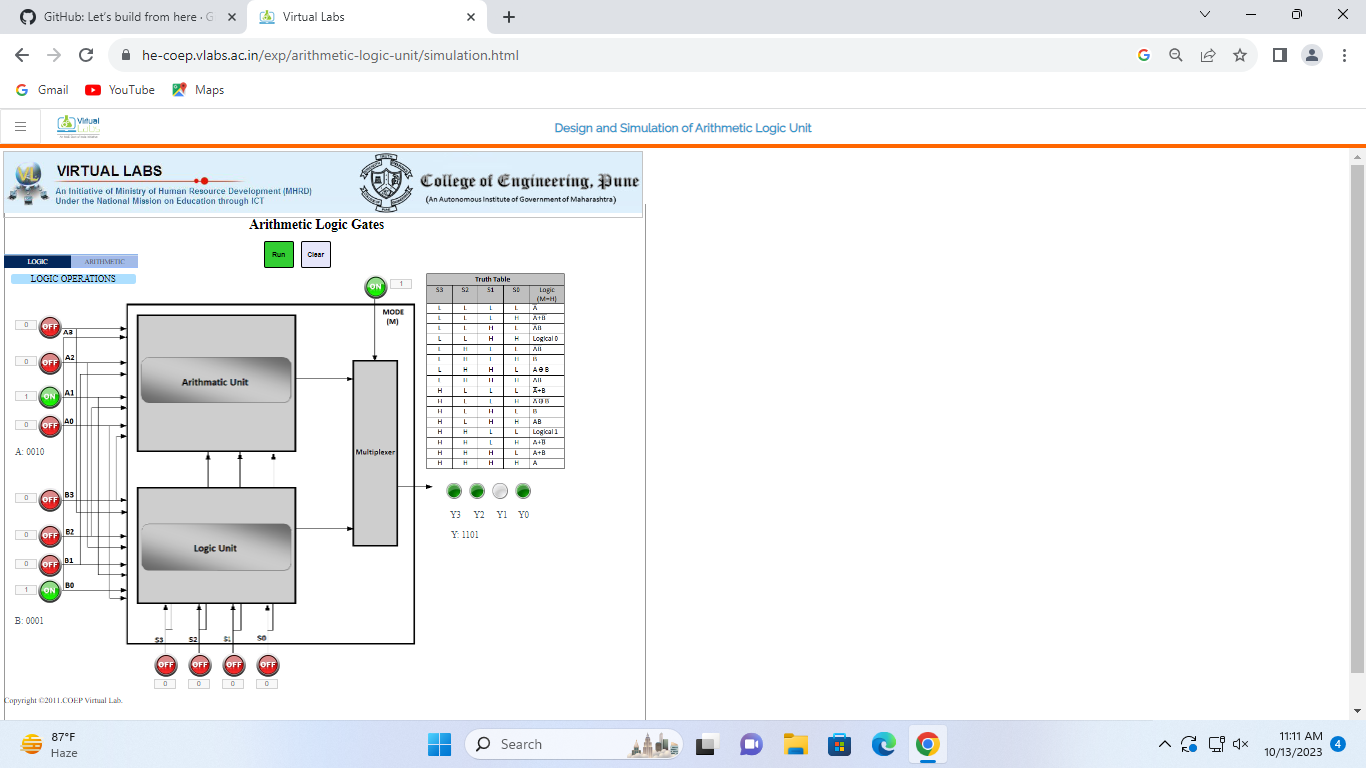 GitHub: Let's build from here · G
Virtual Labs
he-coep.vlabs.ac.in/exp/arithmetic-logic-unit/simulation.html
Gmail YouTube Maps
Virtual
Labs
Design and Simulation of Arithmetic Logic Unit
VIRTUAL LABS
An Initiative of Ministry of Human Resource Development (MHRD)
Under the National Mission on Education through ICT
College of Engineering, Pune
(An Autonomous Institute of Government of Maharashtra)
Arithmetic Logic Gates
Run Clear
LOGIC ARITHMETIC
LOGIC OPERATIONS
ON 1
MODE
(M)
0 OFF A3
0 OFF A2
1 ON A1
0 OFF A0
A: 0010
0 OFF B3
0 OFF B2
0 OFF B1
1 ON B0
B: 0001
Arithmatic Unit
Multiplexer
Logic Unit
S3 S2 S1 S0
OFF OFF OFF OFF
0 0 0 0
Truth Table
S3 S2 S1 S0 Logic
(M=H)
L L L L A̅
L L L H
L L H L
L L H H Logical 0
L H L L
L H L H
L H H L
L H H H
H L L L A̅+B
H L L H
H L H L B
H L H H AB
H H L L Logical 1
H H L H A+B̅
H H H L A+B
H H H H A
Y3 Y2 Y1 Y0
Y: 1101
Copyright ©2011.COEP Virtual Lab.
87°F
Haze
Search
11:11 AM
10/13/2023
4